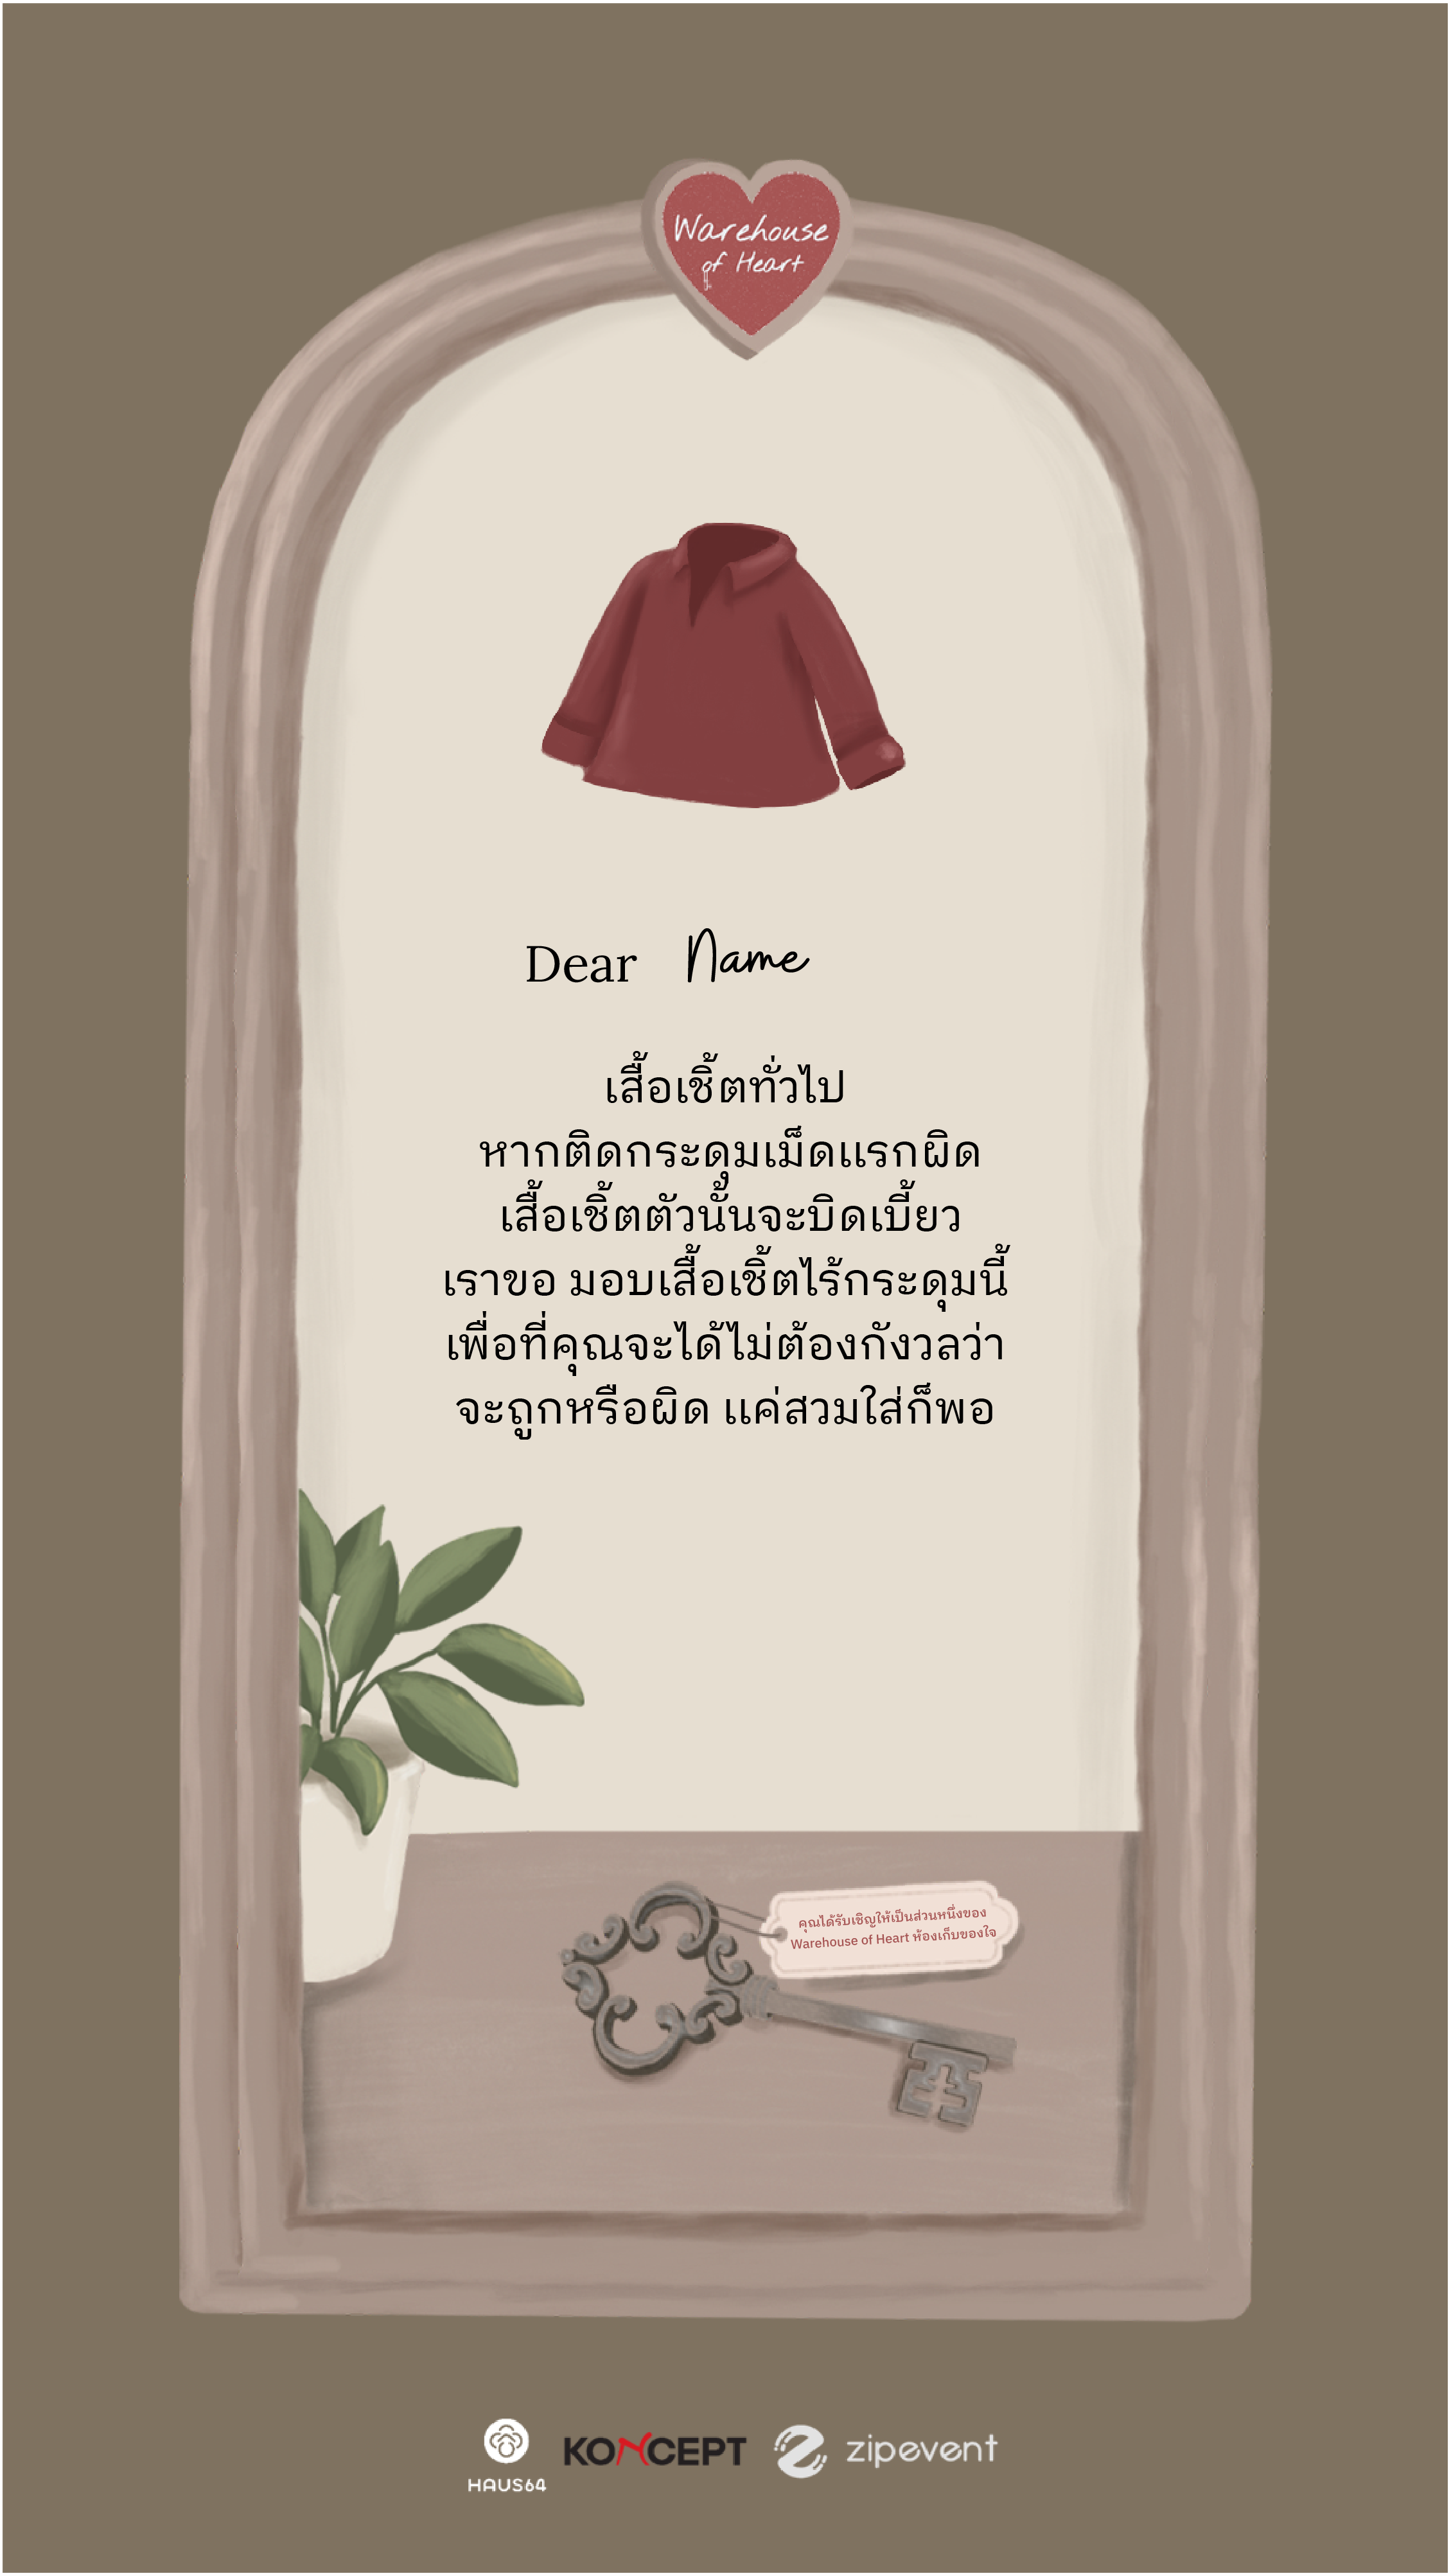 Warehouse
of Heart
Dear Name
เสื้อเชิ้ตทั่วไป
หากติดกระดุมเม็ดแรกผิด
เสื้อเชิ้ตตัวนั้นจะบิดเบี้ยว
เราขอ มอบเสื้อเชิ้ตไร้กระดุมนี้
เพื่อที่คุณจะได้ไม่ต้องกังวลว่า
จะถูกหรือผิด แค่สวมใส่ก็พอ
คุณได้รับเชิญให้เป็นส่วนหนึ่งของ
Warehouse of Heart ห้องเก็บของใจ
HAUS64 KONCEPT zipevent